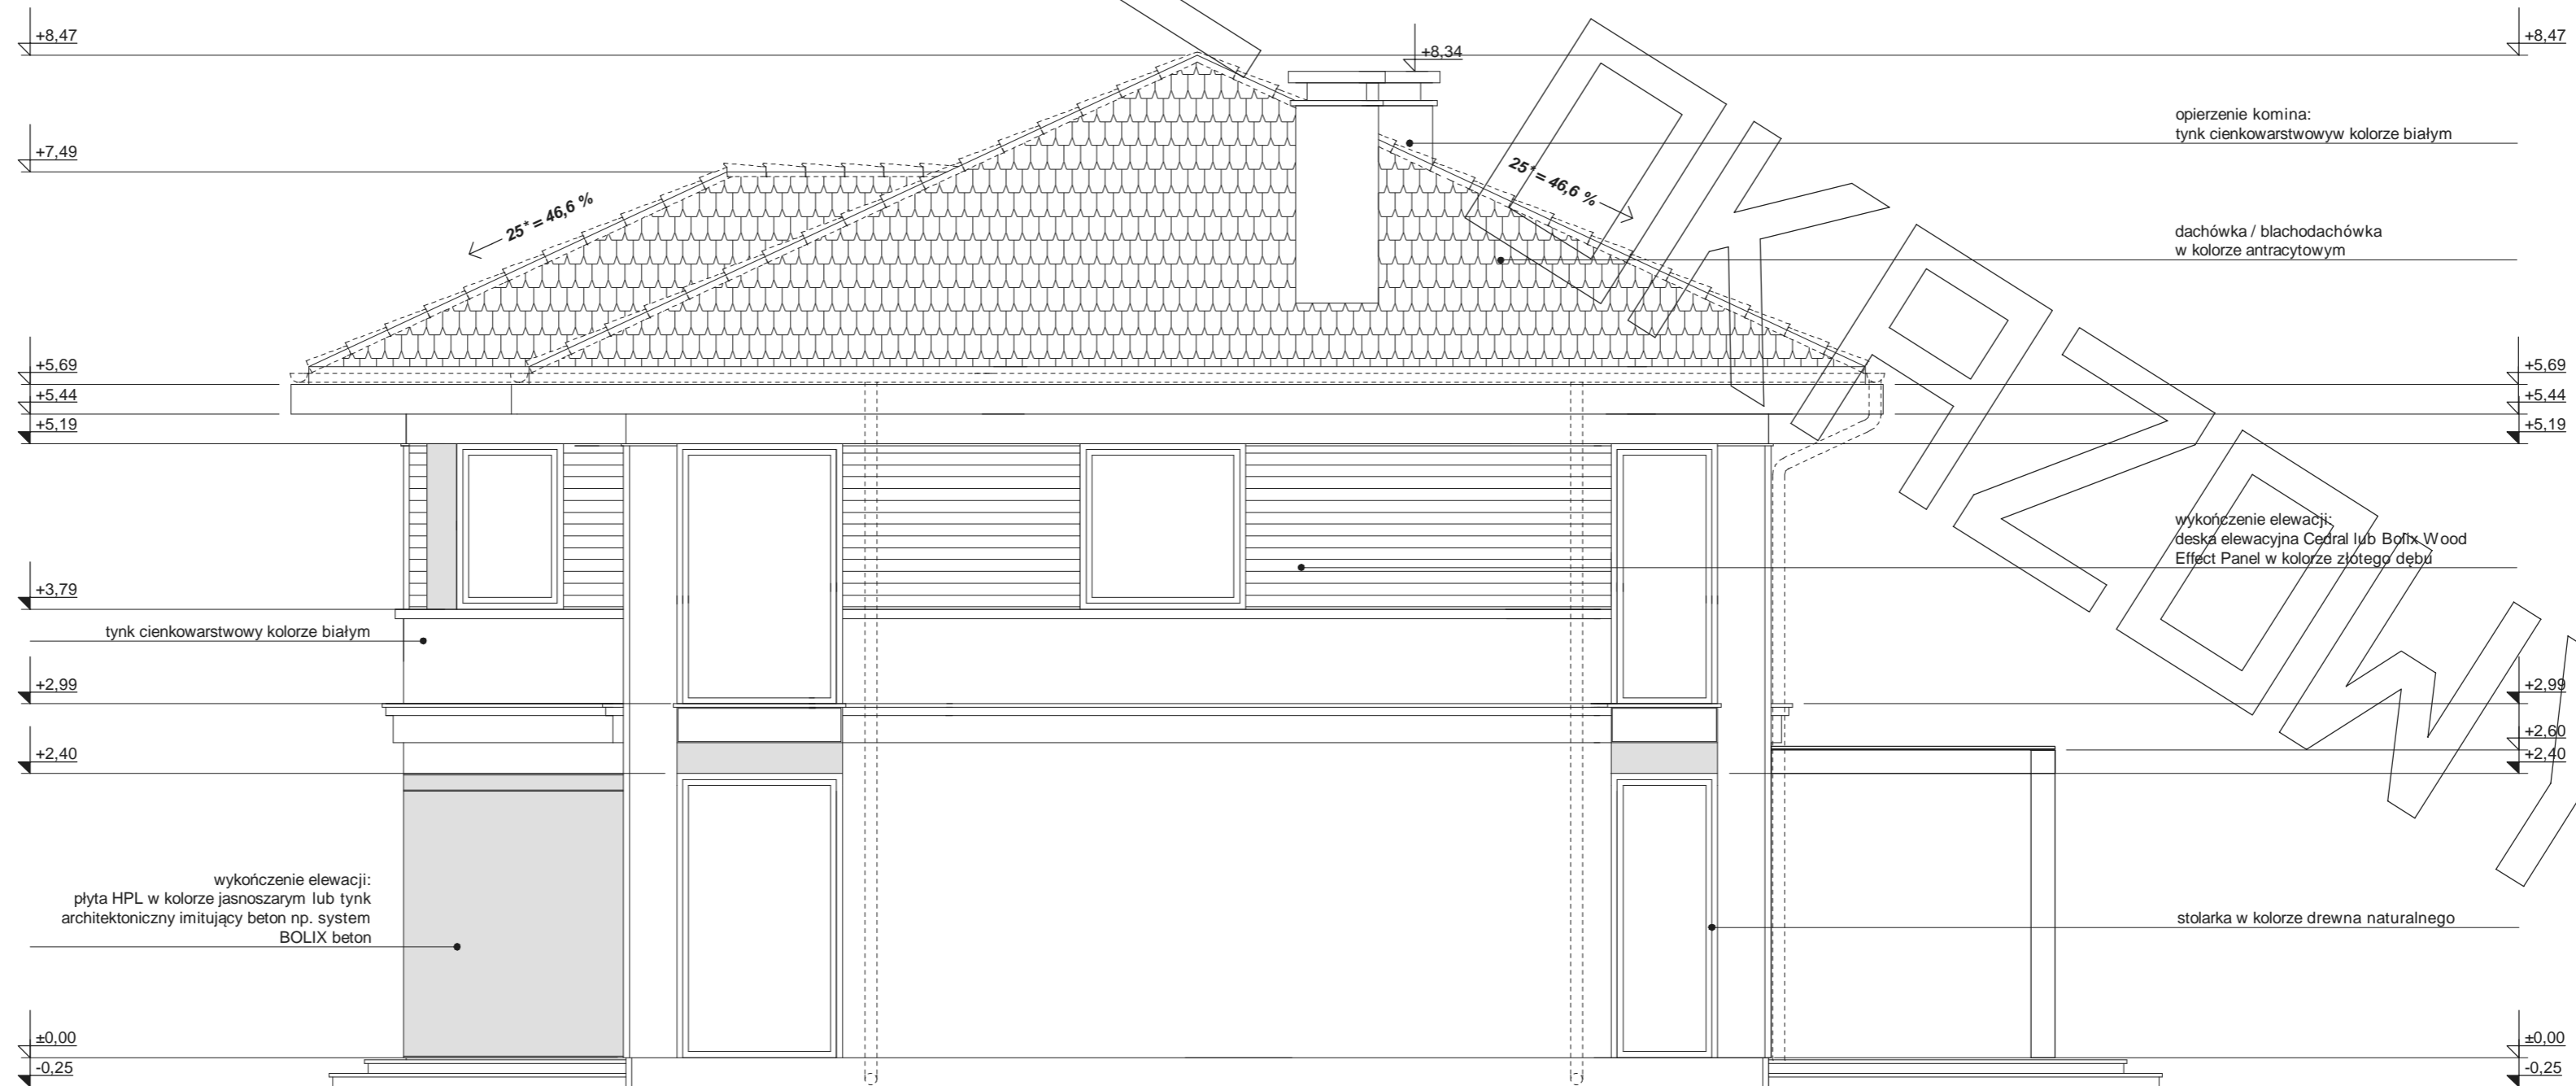 +8,47
+8,34
+8,47
opierzenie komina:
tynk cienkowarstwowyw kolorze białym
+7,49
25°= 46,6 %
25°= 46,6 %
dachówka / blachodachówka
w kolorze antracytowym
+5,69
+5,69
+5,44
+5,44
+5,19
+5,19
wykończenie elewacji:
deska elewacyjna Cedral lub Bolix Wood
Effect Panel w kolorze złotego dębu
+3,79
tynk cienkowarstwowy kolorze białym
+2,99
+2,99
+2,60
+2,40
+2,40
wykończenie elewacji:
płyta HPL w kolorze jasnoszarym lub tynk
architektoniczny imitujący beton np. system
BOLIX beton
stolarka w kolorze drewna naturalnego
±0,00
±0,00
-0,25
-0,25